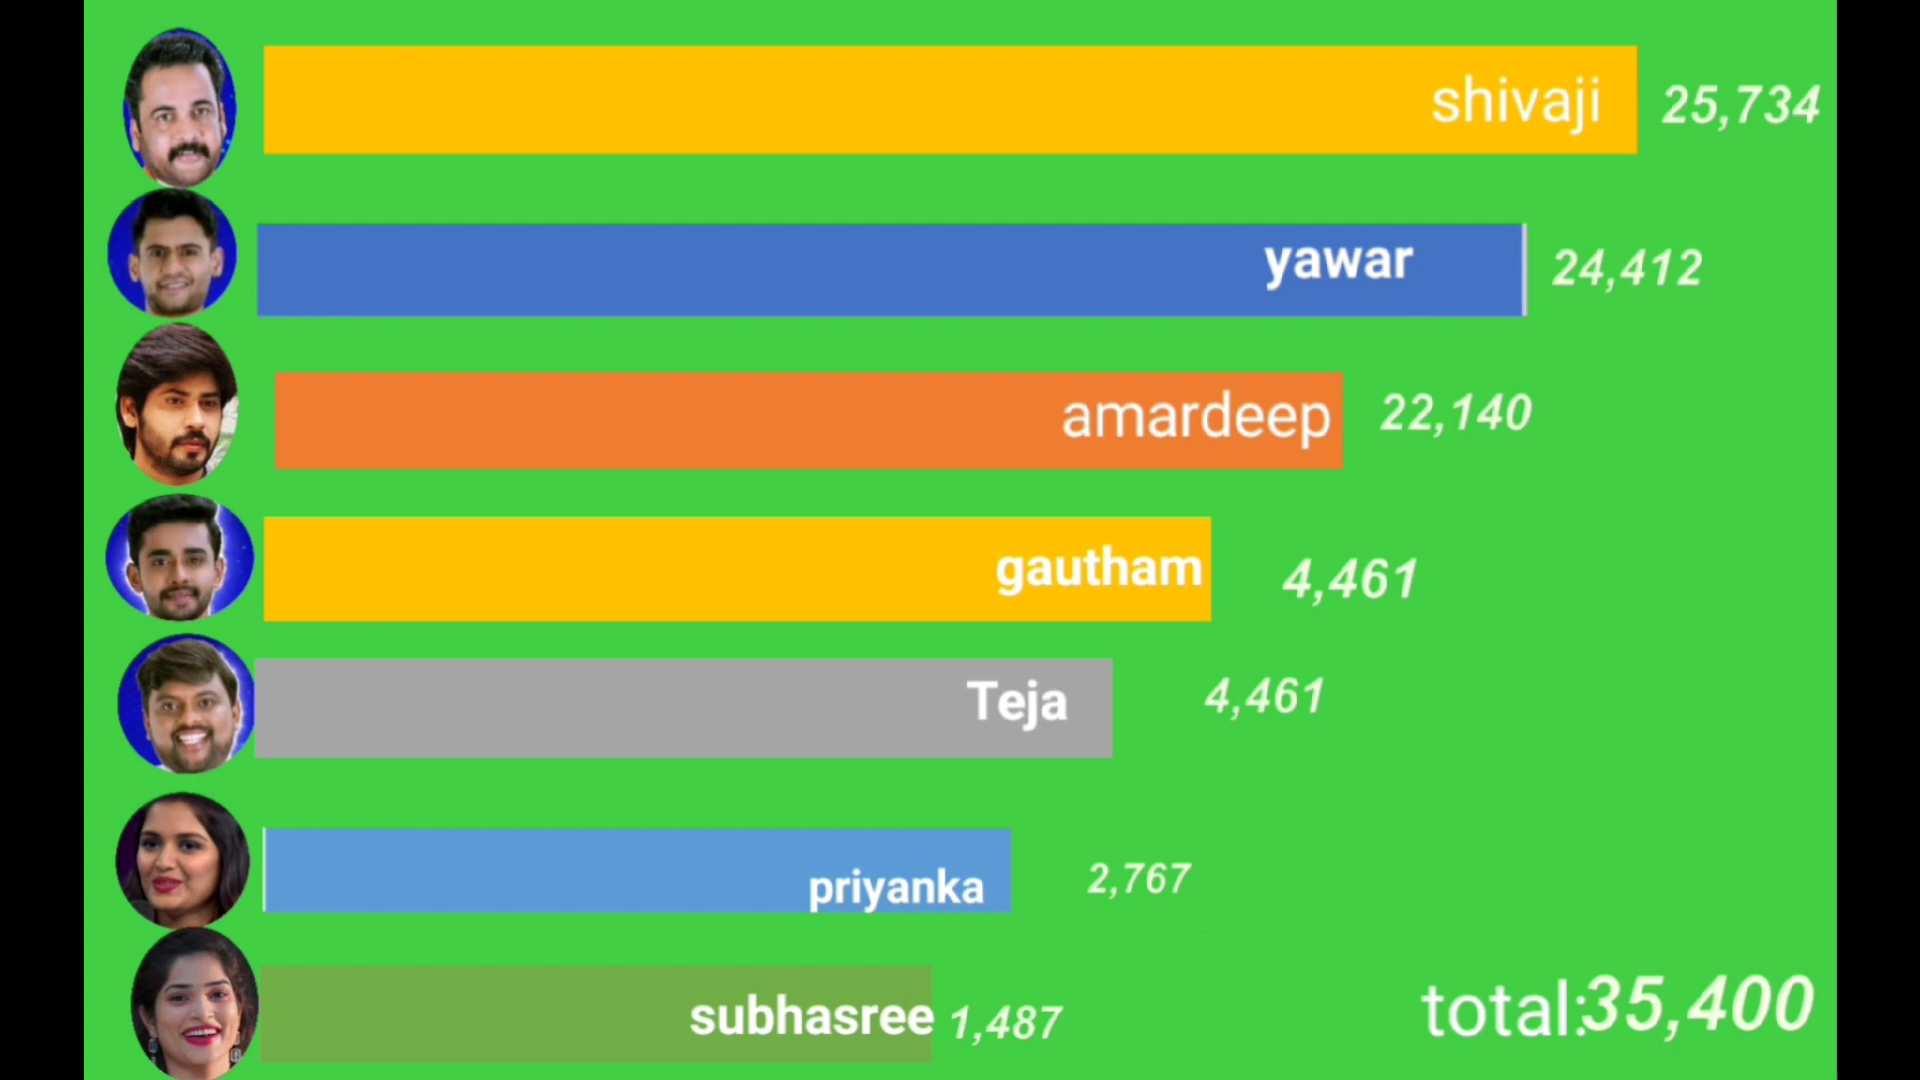 shivaji 25,734
yawar 24,412
amardeep 22,140
gautham 4,461
Teja 4,461
priyanka 2,767
subhasree 1,487
total:35,400